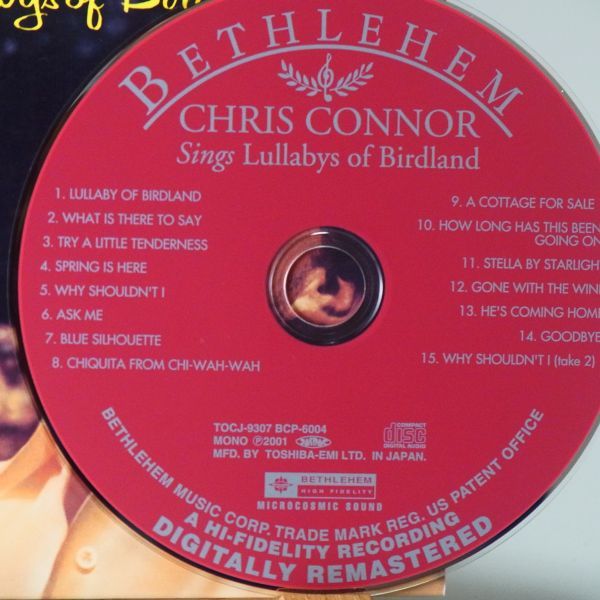 BETHLEHEM
CHRIS CONNOR
Sings Lullabys of Birdland
1. LULLABY OF BIRDLAND
2. WHAT IS THERE TO SAY
3. TRY A LITTLE TENDERNESS
4. SPRING IS HERE
5. WHY SHOULDN'T I
6. ASK ME
7. BLUE SILHOUETTE
8. CHIQUITA FROM CHI-WAH-WAH
9. A COTTAGE FOR SALE
10. HOW LONG HAS THIS BEEN
GOING ON
11. STELLA BY STARLIGHT
12. GONE WITH THE WIND
13. HE'S COMING HOME
14. GOODBYE
15. WHY SHOULDN'T I (take 2)
TOCJ-9307 BCP-6004
MONO ℗2001
MFD. BY TOSHIBA-EMI LTD. IN JAPAN.
COMPACT
disc
DIGITAL AUDIO
BETHLEHEM
HIGH FIDELITY
MICROCOSMIC SOUND
BETHLEHEM MUSIC CORP. TRADE MARK REG. US PATENT OFFICE
A HI-FIDELITY RECORDING
DIGITALLY REMASTERED